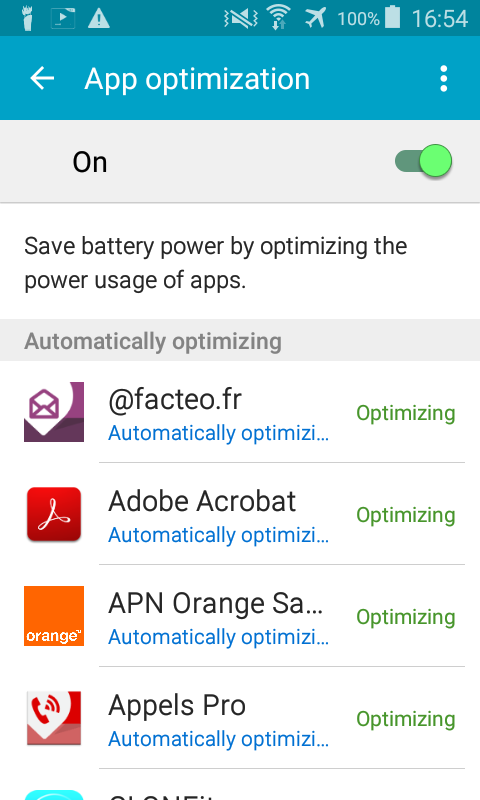 100% 16:54
App optimization
On
Save battery power by optimizing the
power usage of apps.
Automatically optimizing
@facteo.fr
Automatically optimizi...
Optimizing
Adobe Acrobat
Automatically optimizi...
Optimizing
orange™
APN Orange Sa...
Automatically optimizi...
Optimizing
Appels Pro
Automatically optimizi...
Optimizing